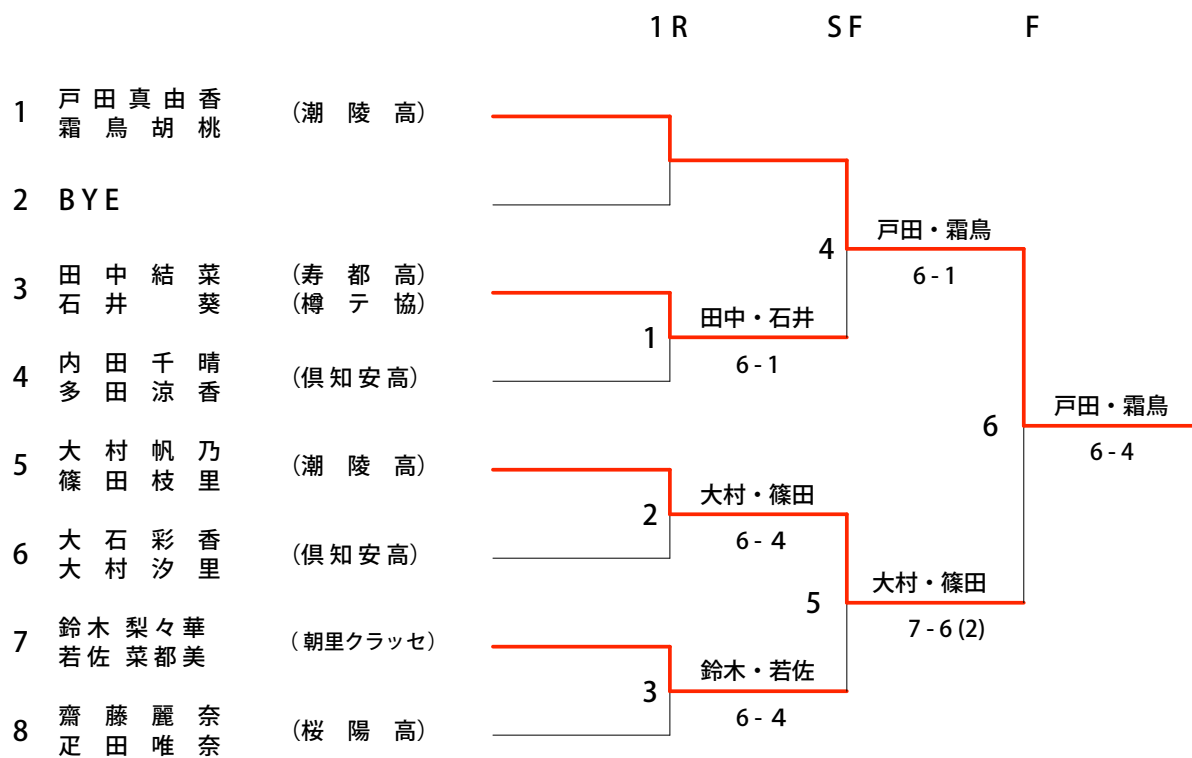 1 R S F F
1 戸田真由香 (潮陵高)
霜鳥胡桃
2 BYE
3 田中結菜 (寿都高)
石井 葵 (樽テ協)
4 内田千晴 (倶知安高)
多田涼香
5 大村帆乃 (潮陵高)
篠田枝里
6 大石彩香 (倶知安高)
大村汐里
7 鈴木 梨々華 (朝里クラッセ)
若佐 菜都美
8 齋藤麗奈 (桜陽高)
疋田唯奈
1 田中・石井
6 - 1
2 大村・篠田
6 - 4
3 鈴木・若佐
6 - 4
4 戸田・霜鳥
6 - 1
5 大村・篠田
7 - 6 (2)
6 戸田・霜鳥
6 - 4